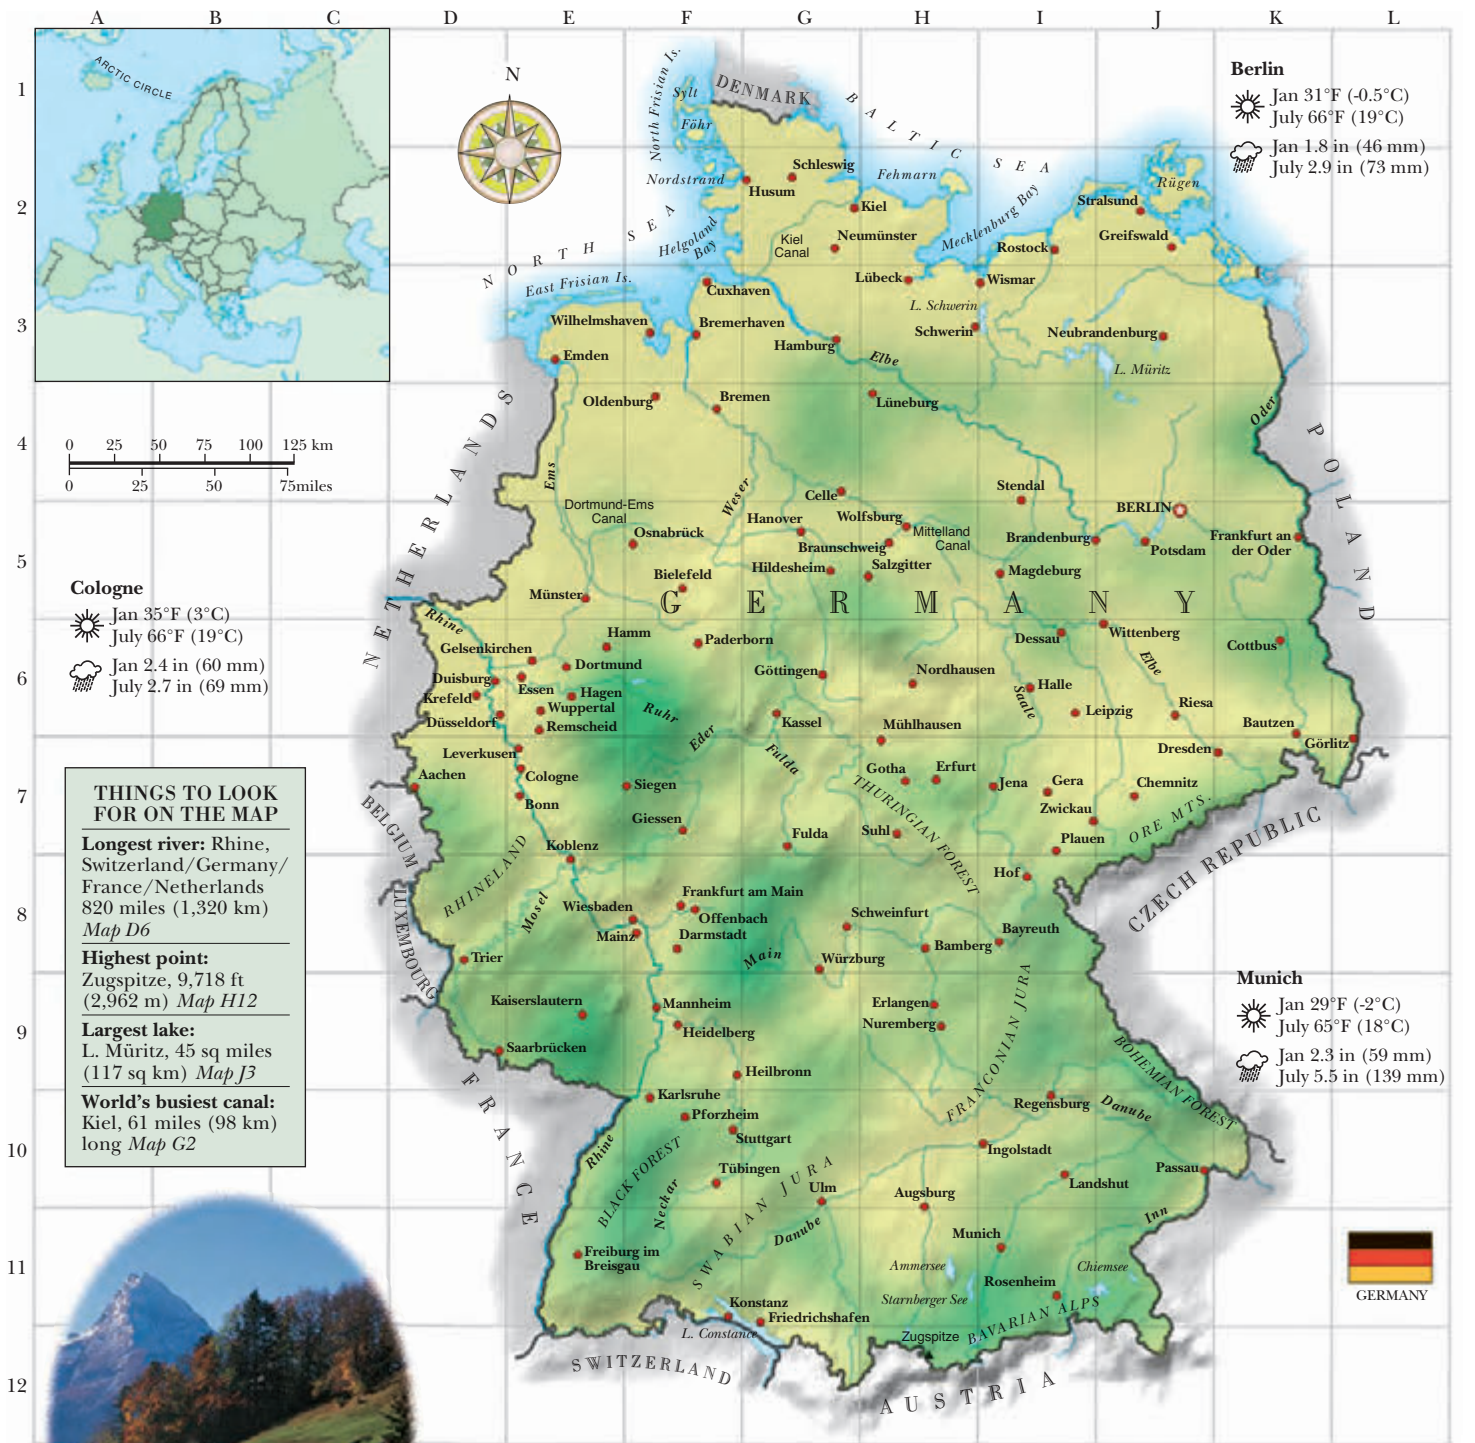 A
B
C
D
E
F
G
H
I
J
K
L
1
2
3
4
5
6
7
8
9
10
11
12
ARCTIC CIRCLE
N
North Frisian Is.
Sylt
Föhr
Nordstrand
DENMARK
BALTIC SEA
Fehmarn
Mecklenburg Bay
Rügen
NORTH SEA
Helgoland
Bay
East Frisian Is.
Schleswig
Husum
Kiel
Neumünster
Kiel
Canal
Lübeck
Stralsund
Greifswald
Rostock
Wismar
L. Schwerin
Schwerin
Cuxhaven
Wilhelmshaven
Bremerhaven
Hamburg
Elbe
Neubrandenburg
L. Müritz
Emden
Oldenburg
Bremen
Lüneburg
Oder
POLAND
NETHERLANDS
Ems
Weser
Dortmund-Ems
Canal
Celle
Stendal
BERLIN
Osnabrück
Hanover
Wolfsburg
Mittelland
Canal
Braunschweig
Brandenburg
Potsdam
Frankfurt an
der Oder
Hildesheim
Salzgitter
Magdeburg
Bielefeld
Münster
GERMANY
Rhine
Hamm
Paderborn
Dessau
Wittenberg
Cottbus
Gelsenkirchen
Dortmund
Göttingen
Nordhausen
Elbe
Duisburg
Essen
Hagen
Halle
Krefeld
Wuppertal
Ruhr
Saale
Riesa
Düsseldorf
Remscheid
Eder
Kassel
Mühlhausen
Leipzig
Bautzen
Görlitz
Leverkusen
Fulda
Dresden
Aachen
Cologne
Siegen
Gotha
Erfurt
Jena
Gera
Chemnitz
Bonn
Zwickau
Giessen
Fulda
Suhl
THURINGIAN FOREST
Plauen
ORE MTS.
BELGIUM
Koblenz
RHINELAND
Hof
CZECH REPUBLIC
LUXEMBOURG
Mosel
Wiesbaden
Frankfurt am Main
Offenbach
Schweinfurt
Mainz
Darmstadt
Bamberg
Bayreuth
Trier
Main
Würzburg
Kaiserslautern
Mannheim
Erlangen
Heidelberg
Nuremberg
FRANCONIAN JURA
BOHEMIAN FOREST
Saarbrücken
Heilbronn
FRANCE
Karlsruhe
Regensburg
Danube
Pforzheim
Stuttgart
Rhine
BLACK FOREST
Ingolstadt
Tübingen
Neckar
SWABIAN JURA
Ulm
Augsburg
Landshut
Passau
Inn
Danube
Munich
Freiburg im
Breisgau
Ammersee
Chiemsee
Starnberger See
Rosenheim
Konstanz
Friedrichshafen
L. Constance
Zugspitze
BAVARIAN ALPS
SWITZERLAND
AUSTRIA
0 25 50 75 100 125 km
0 25 50 75miles
Berlin
Jan 31°F (-0.5°C)
July 66°F (19°C)
Jan 1.8 in (46 mm)
July 2.9 in (73 mm)
Cologne
Jan 35°F (3°C)
July 66°F (19°C)
Jan 2.4 in (60 mm)
July 2.7 in (69 mm)
Munich
Jan 29°F (-2°C)
July 65°F (18°C)
Jan 2.3 in (59 mm)
July 5.5 in (139 mm)
THINGS TO LOOK
FOR ON THE MAP
Longest river: Rhine,
Switzerland/Germany/
France/Netherlands
820 miles (1,320 km)
Map D6
Highest point:
Zugspitze, 9,718 ft
(2,962 m) Map H12
Largest lake:
L. Müritz, 45 sq miles
(117 sq km) Map J3
World's busiest canal:
Kiel, 61 miles (98 km)
long Map G2
GERMANY